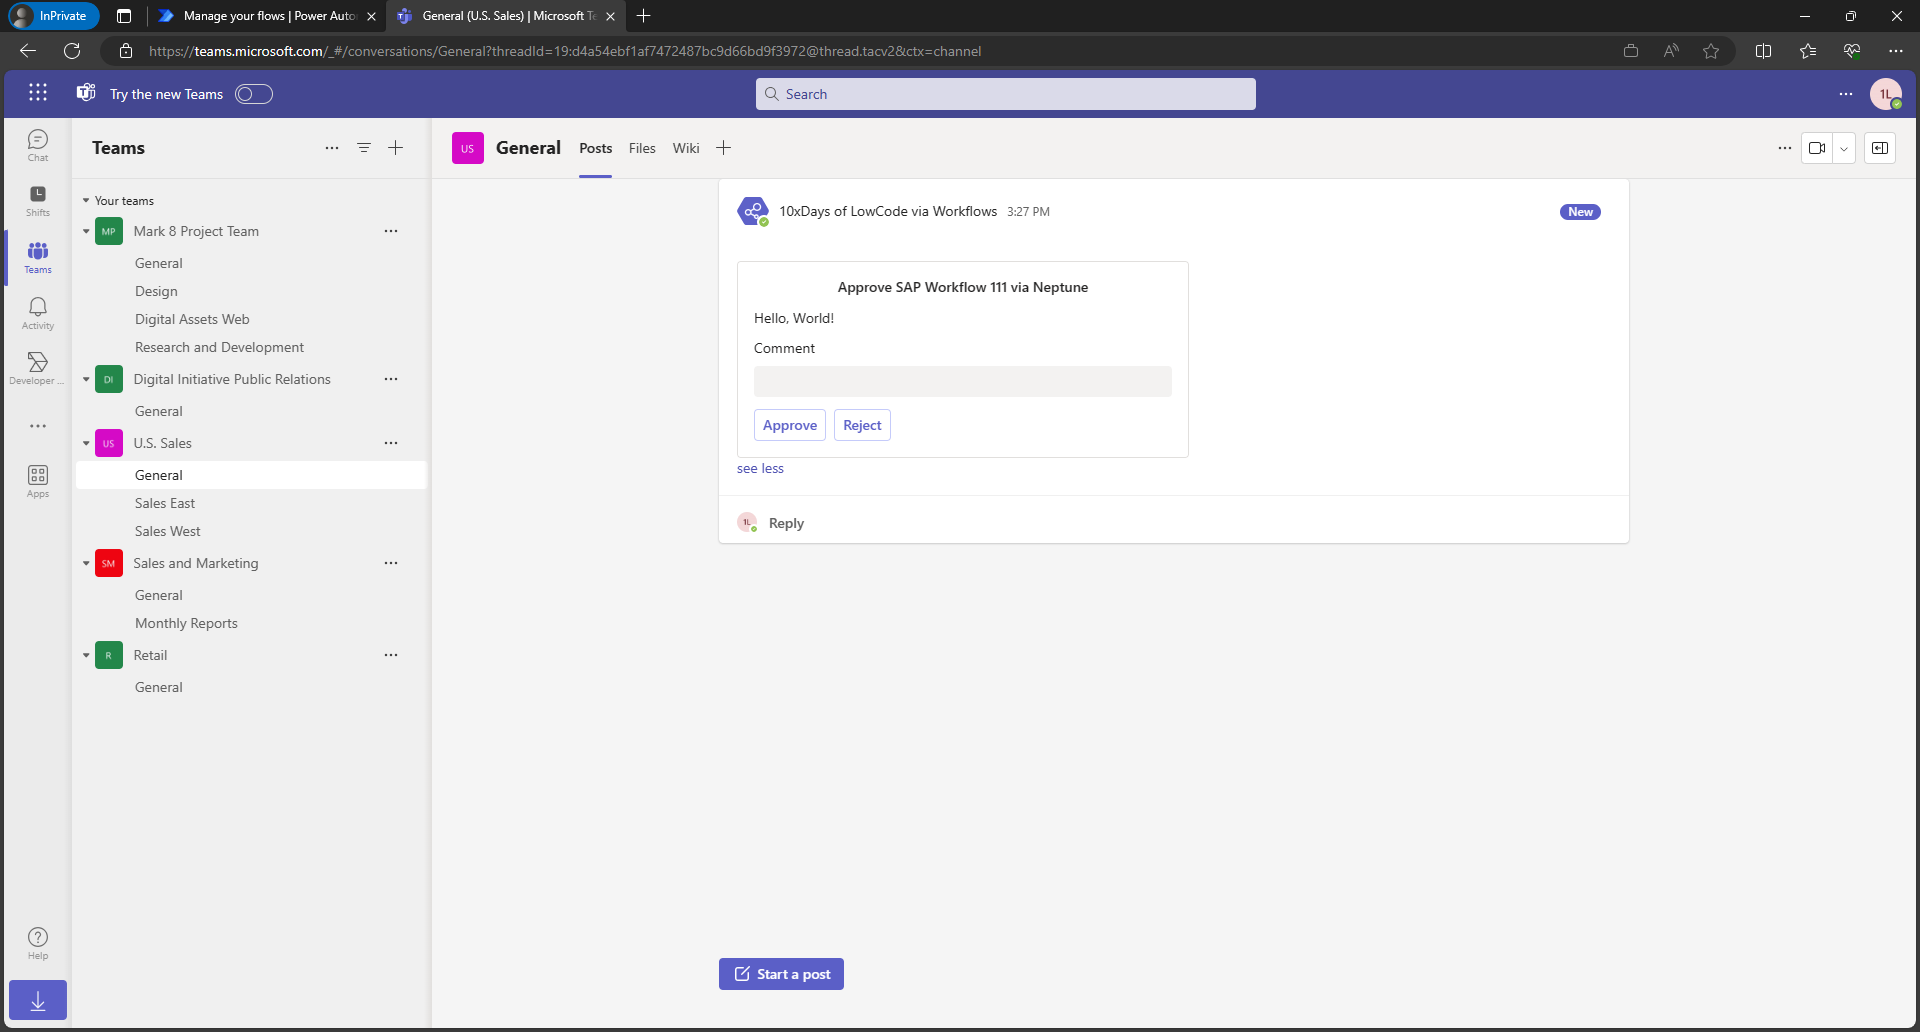 InPrivate
Manage your flows | Power Auto
General (U.S. Sales) | Microsoft Te
https://teams.microsoft.com/_#/conversations/General?threadId=19:d4a54ebf1af7472487bc9d66bd9f3972@thread.tacv2&ctx=channel
Try the new Teams
Search
1L
Chat
Shifts
Teams
Activity
Developer ...
Apps
Help
Teams
Your teams
MP Mark 8 Project Team
General
Design
Digital Assets Web
Research and Development
DI Digital Initiative Public Relations
General
US U.S. Sales
General
Sales East
Sales West
SM Sales and Marketing
General
Monthly Reports
R Retail
General
US General Posts Files Wiki
10xDays of LowCode via Workflows 3:27 PM
New
Approve SAP Workflow 111 via Neptune
Hello, World!
Comment
Approve Reject
see less
1L Reply
Start a post